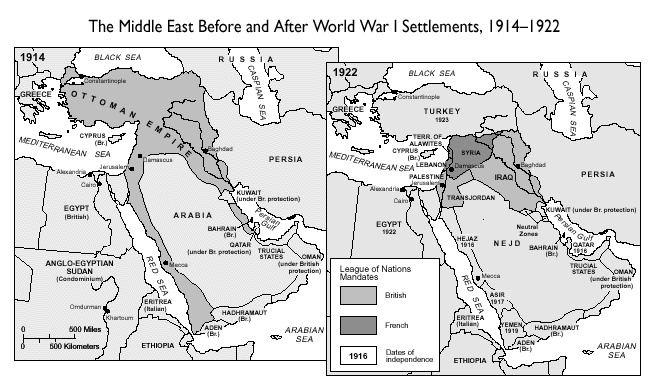 The Middle East Before and After World War I Settlements, 1914–1922
1914
BLACK SEA
RUSSIA
CASPIAN SEA
Constantinople
GREECE
OTTOMAN EMPIRE
CYPRUS
(Br.)
MEDITERRANEAN SEA
Damascus
Baghdad
PERSIA
Jerusalem
Alexandria
Cairo
KUWAIT
(under Br. protection)
Persian
Gulf
EGYPT
(British)
ARABIA
BAHRAIN
(Br.)
QATAR
(under Br. protection)
TRUCIAL
STATES
OMAN
(under British
protection)
RED SEA
Mecca
ANGLO-EGYPTIAN
SUDAN
(Condominium)
Omdurman
Khartoum
ERITREA
(Italian)
HADHRAMAUT
(Br.)
ADEN
(Br.)
ARABIAN
SEA
ETHIOPIA
0 500 Miles
0 500 Kilometers
1922
BLACK SEA
RUSSIA
CASPIAN SEA
Constantinople
GREECE
TURKEY
1923
TERR. OF
ALAWITES
CYPRUS
(Br.)
SYRIA
MEDITERRANEAN SEA
LEBANON
Damascus
Baghdad
PERSIA
PALESTINE
IRAQ
Jerusalem
Alexandria
Cairo
TRANSJORDAN
KUWAIT (under Br. protection)
Persian Gulf
EGYPT
1922
Neutral
Zones
HEJAZ
1916
NEJD
BAHRAIN
(Br.)
QATAR
1916
TRUCIAL
STATES
OMAN
(under British
protection)
RED SEA
Mecca
ASIR
1917
ERITREA
(Italian)
YEMEN
1919
HADHRAMAUT
(Br.)
ADEN
(Br.)
ARABIAN
SEA
ETHIOPIA
League of Nations
Mandates
British
French
1916 Dates of
independence